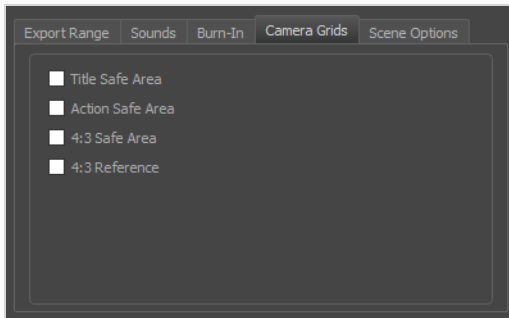 Export Range Sounds Burn-In Camera Grids Scene Options
Title Safe Area
Action Safe Area
4:3 Safe Area
4:3 Reference